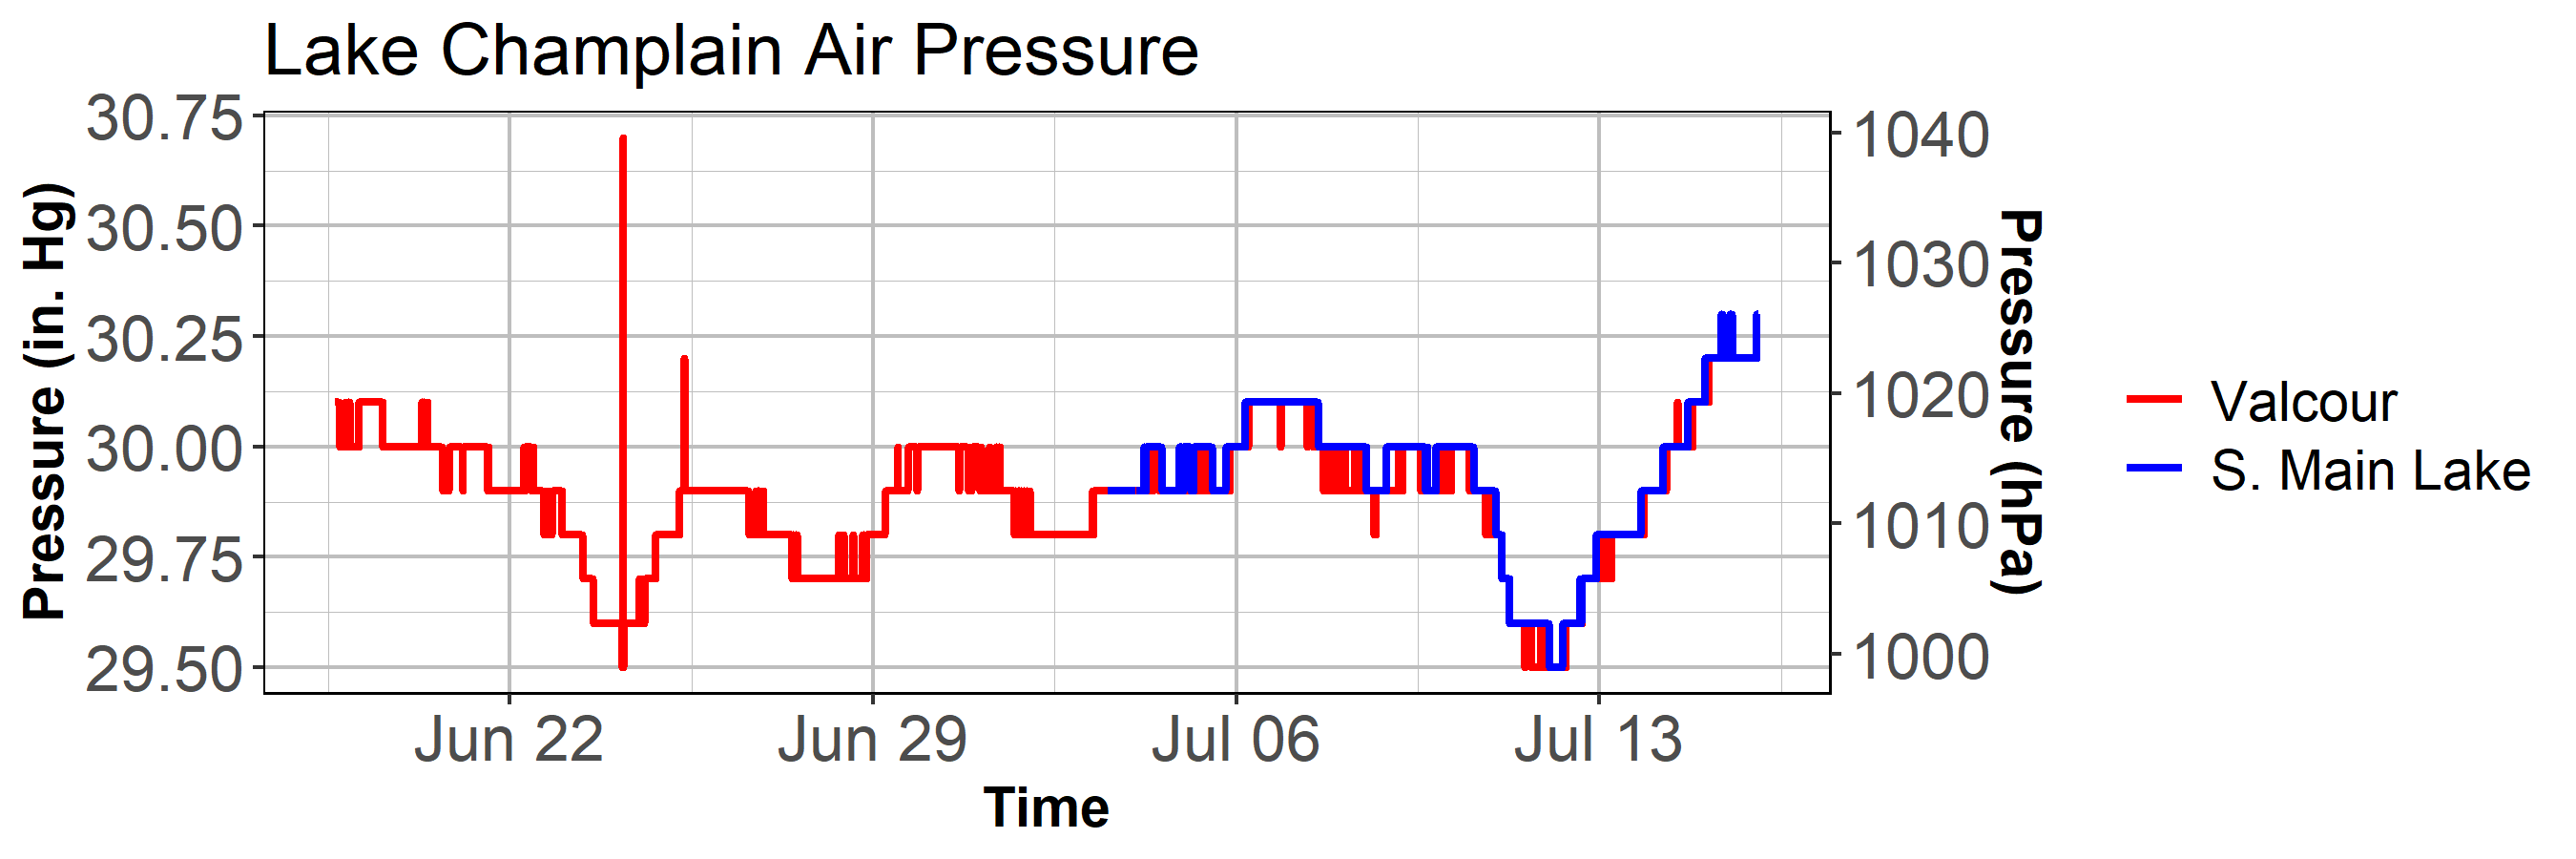 Lake Champlain Air Pressure
Pressure (in. Hg)
30.75
30.50
30.25
30.00
29.75
29.50
1040
1030
1020
1010
1000
Pressure (hPa)
Jun 22
Jun 29
Jul 06
Jul 13
Time
Valcour
S. Main Lake